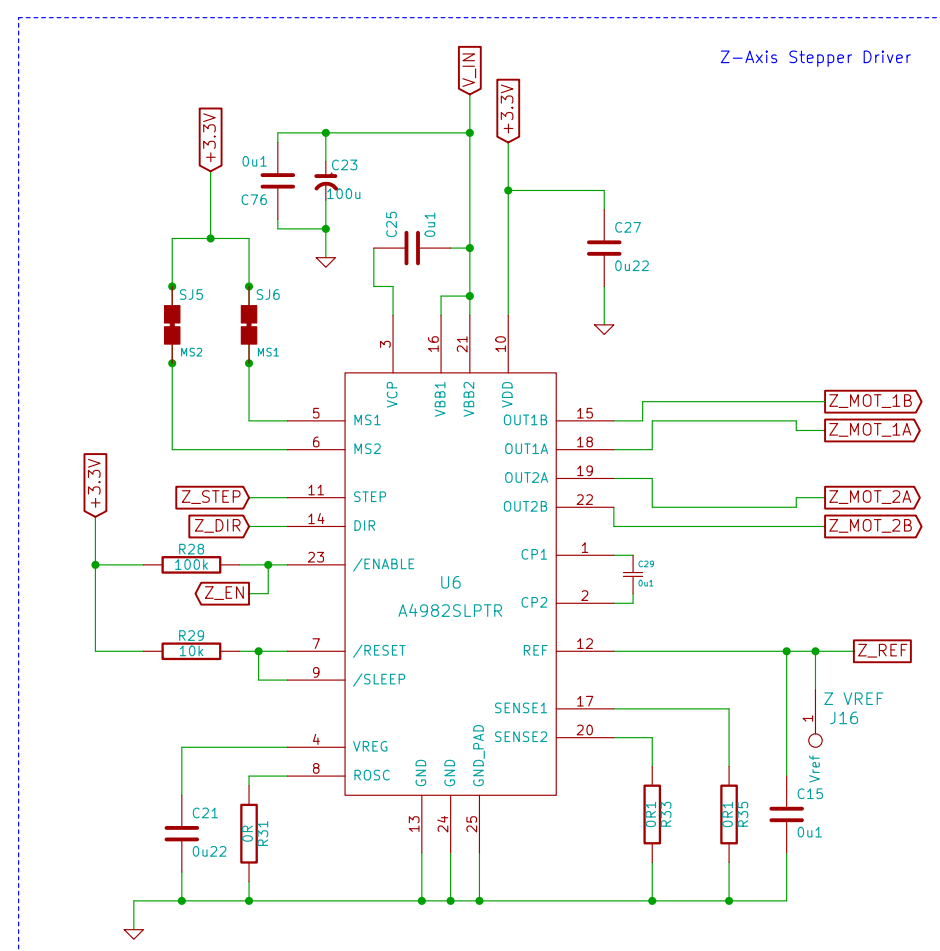 Z-Axis Stepper Driver
V_IN
+3.3V
+3.3V
0u1
C76
C23
100u
C25
0u1
C27
0u22
SJ5
MS2
SJ6
MS1
3
16
21
10
VCP
VBB1
VBB2
VDD
5
MS1
6
MS2
OUT1B
15
Z_MOT_1B
OUT1A
18
Z_MOT_1A
OUT2A
19
Z_MOT_2A
OUT2B
22
Z_MOT_2B
+3.3V
Z_STEP
11
STEP
Z_DIR
14
DIR
R28
100k
23
/ENABLE
Z_EN
CP1
1
C29
0u1
CP2
2
U6
A4982SLPTR
R29
10k
7
/RESET
9
/SLEEP
REF
12
Z_REF
Z VREF
J16
1
Vref
SENSE1
17
SENSE2
20
4
VREG
8
ROSC
GND
GND
GND_PAD
13
24
25
C21
0u22
0R
R31
0R1
R33
0R1
R35
C15
0u1